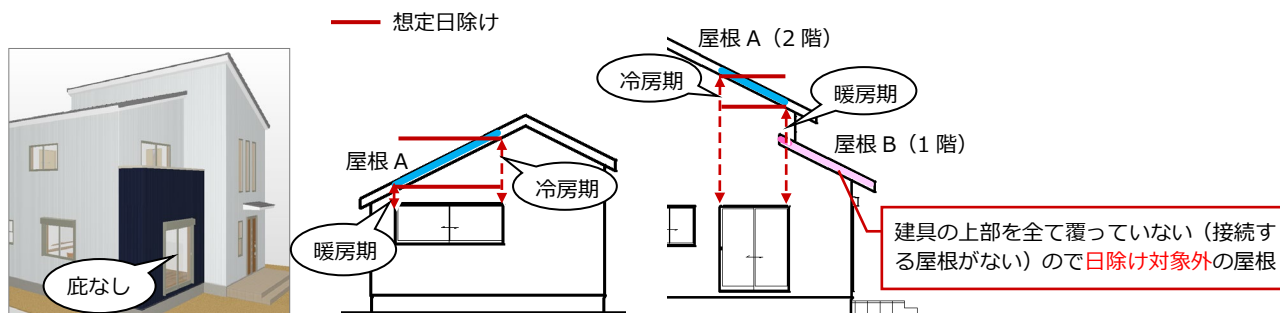 想定日除け
庇なし
屋根 A
暖房期
冷房期
屋根 A（2 階）
冷房期
暖房期
屋根 B（1 階）
建具の上部を全て覆っていない（接続す
る屋根がない）ので日除け対象外の屋根